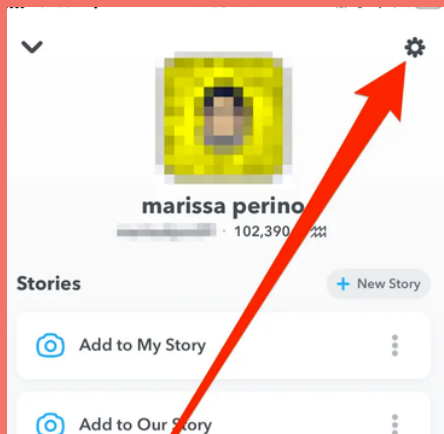 marissa perino
· 102,390
Stories
+ New Story
Add to My Story
Add to Our Story